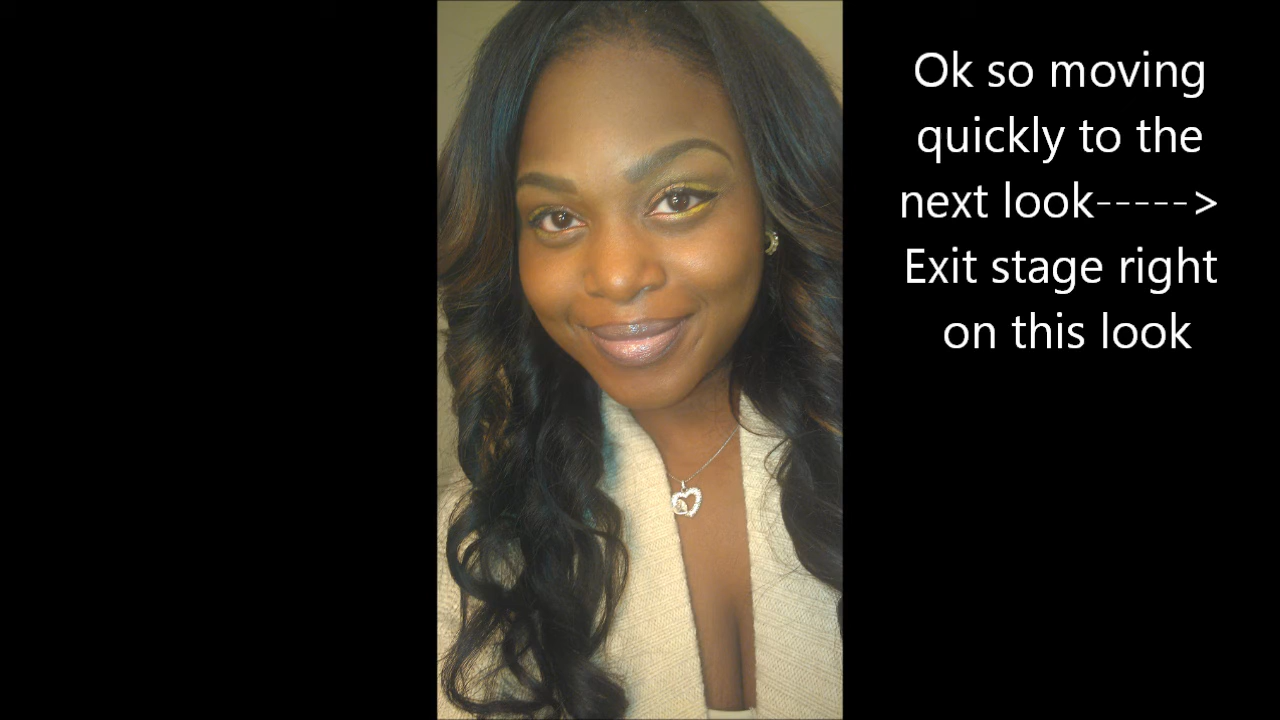 Ok so moving
quickly to the
next look----->
Exit stage right
on this look